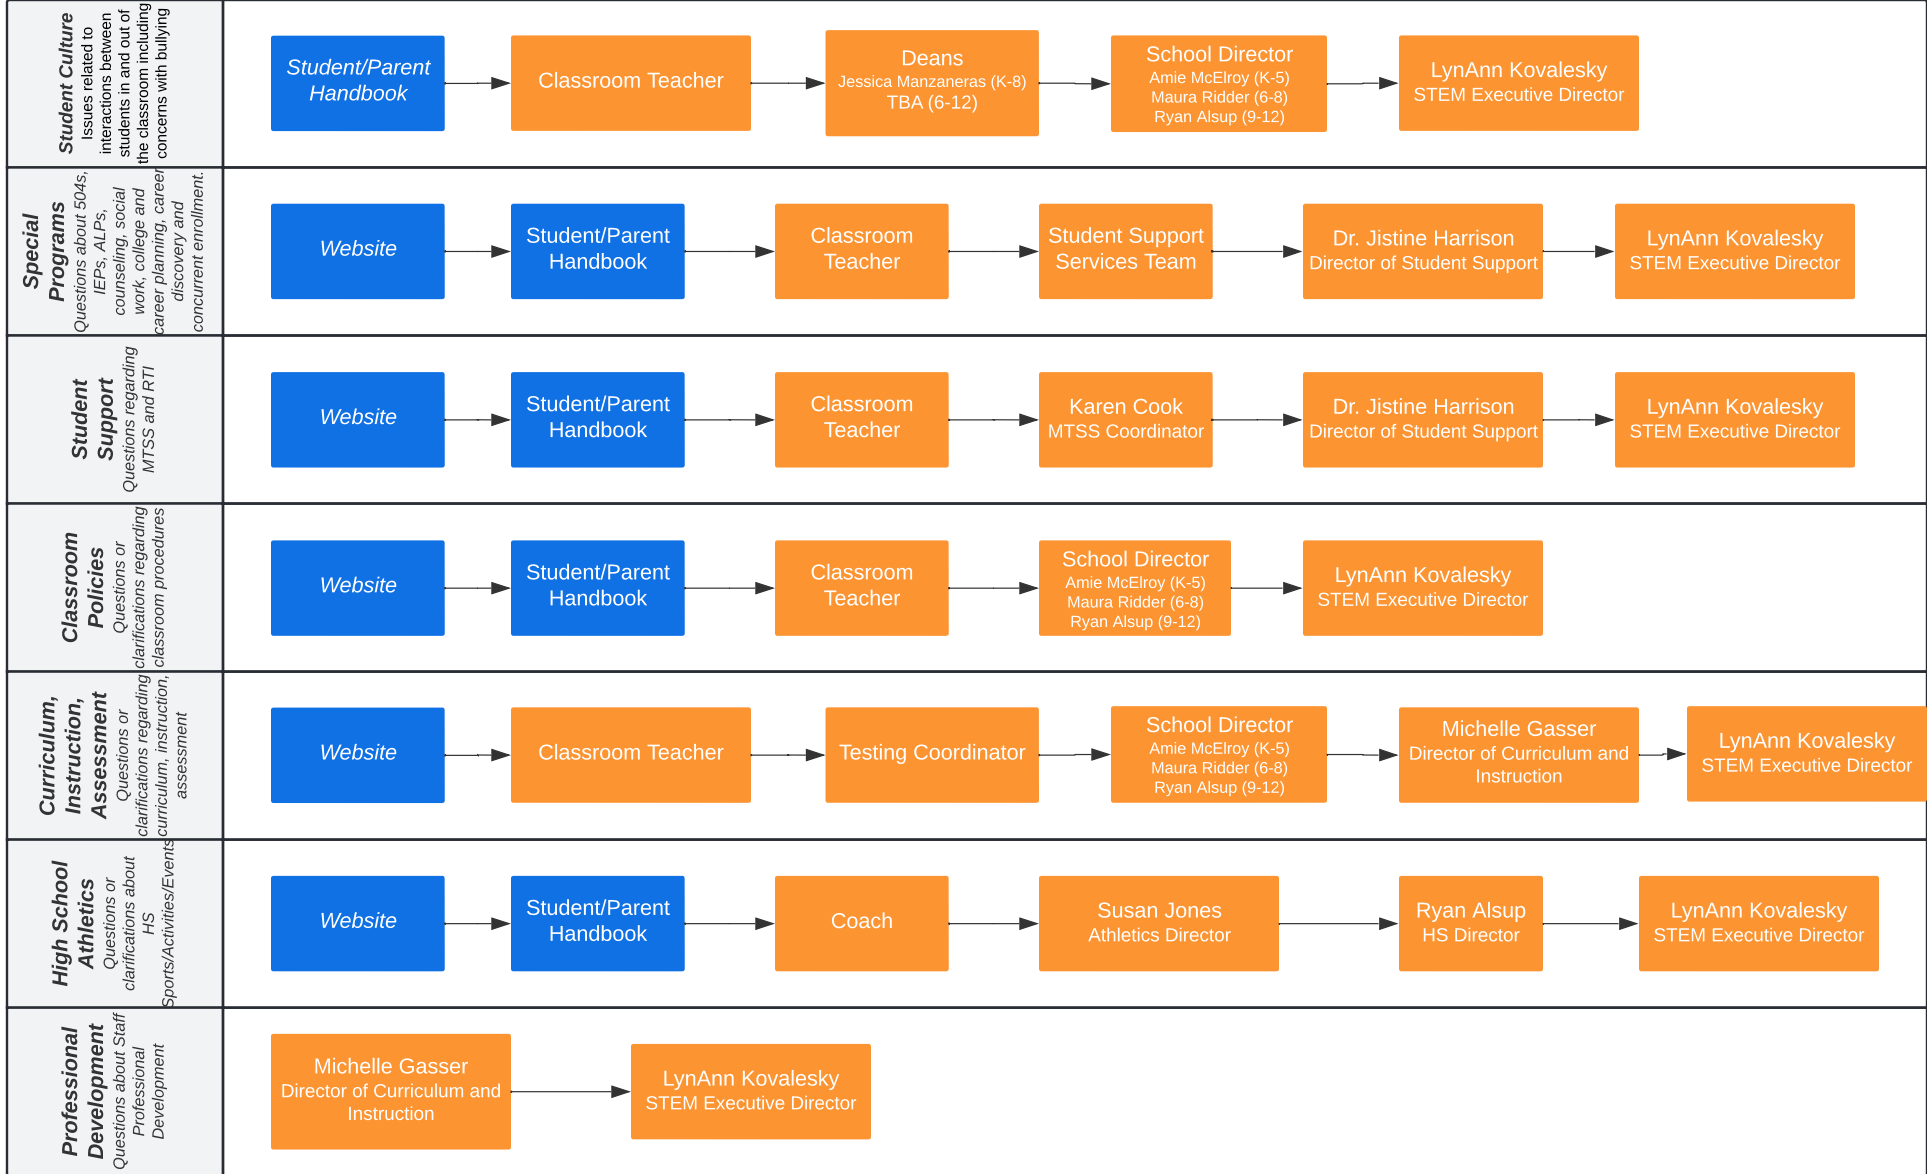 Student Culture
Issues related to
interactions between
students in and out of
the classroom including
concerns with bullying
Student/Parent
Handbook
Classroom Teacher
Deans
Jessica Manzaneras (K-8)
TBA (6-12)
School Director
Amie McElroy (K-5)
Maura Ridder (6-8)
Ryan Alsup (9-12)
LynAnn Kovalesky
STEM Executive Director
Special
Programs
Questions about 504s,
IEPs, ALPs,
counseling, social
work, college and
career planning, career
discovery and
concurrent enrollment.
Website
Student/Parent
Handbook
Classroom
Teacher
Student Support
Services Team
Dr. Jistine Harrison
Director of Student Support
LynAnn Kovalesky
STEM Executive Director
Student
Support
Questions regarding
MTSS and RTI
Website
Student/Parent
Handbook
Classroom
Teacher
Karen Cook
MTSS Coordinator
Dr. Jistine Harrison
Director of Student Support
LynAnn Kovalesky
STEM Executive Director
Classroom
Policies
Questions or
clarifications regarding
classroom procedures
Website
Student/Parent
Handbook
Classroom
Teacher
School Director
Amie McElroy (K-5)
Maura Ridder (6-8)
Ryan Alsup (9-12)
LynAnn Kovalesky
STEM Executive Director
Curriculum,
Instruction,
Assessment
Questions or
clarifications regarding
curriculum, instruction,
assessment
Website
Classroom Teacher
Testing Coordinator
School Director
Amie McElroy (K-5)
Maura Ridder (6-8)
Ryan Alsup (9-12)
Michelle Gasser
Director of Curriculum and
Instruction
LynAnn Kovalesky
STEM Executive Director
High School
Athletics
Questions or
clarifications about
HS
Sports/Activities/Events
Website
Student/Parent
Handbook
Coach
Susan Jones
Athletics Director
Ryan Alsup
HS Director
LynAnn Kovalesky
STEM Executive Director
Professional
Development
Questions about Staff
Professional
Development
Michelle Gasser
Director of Curriculum and
Instruction
LynAnn Kovalesky
STEM Executive Director